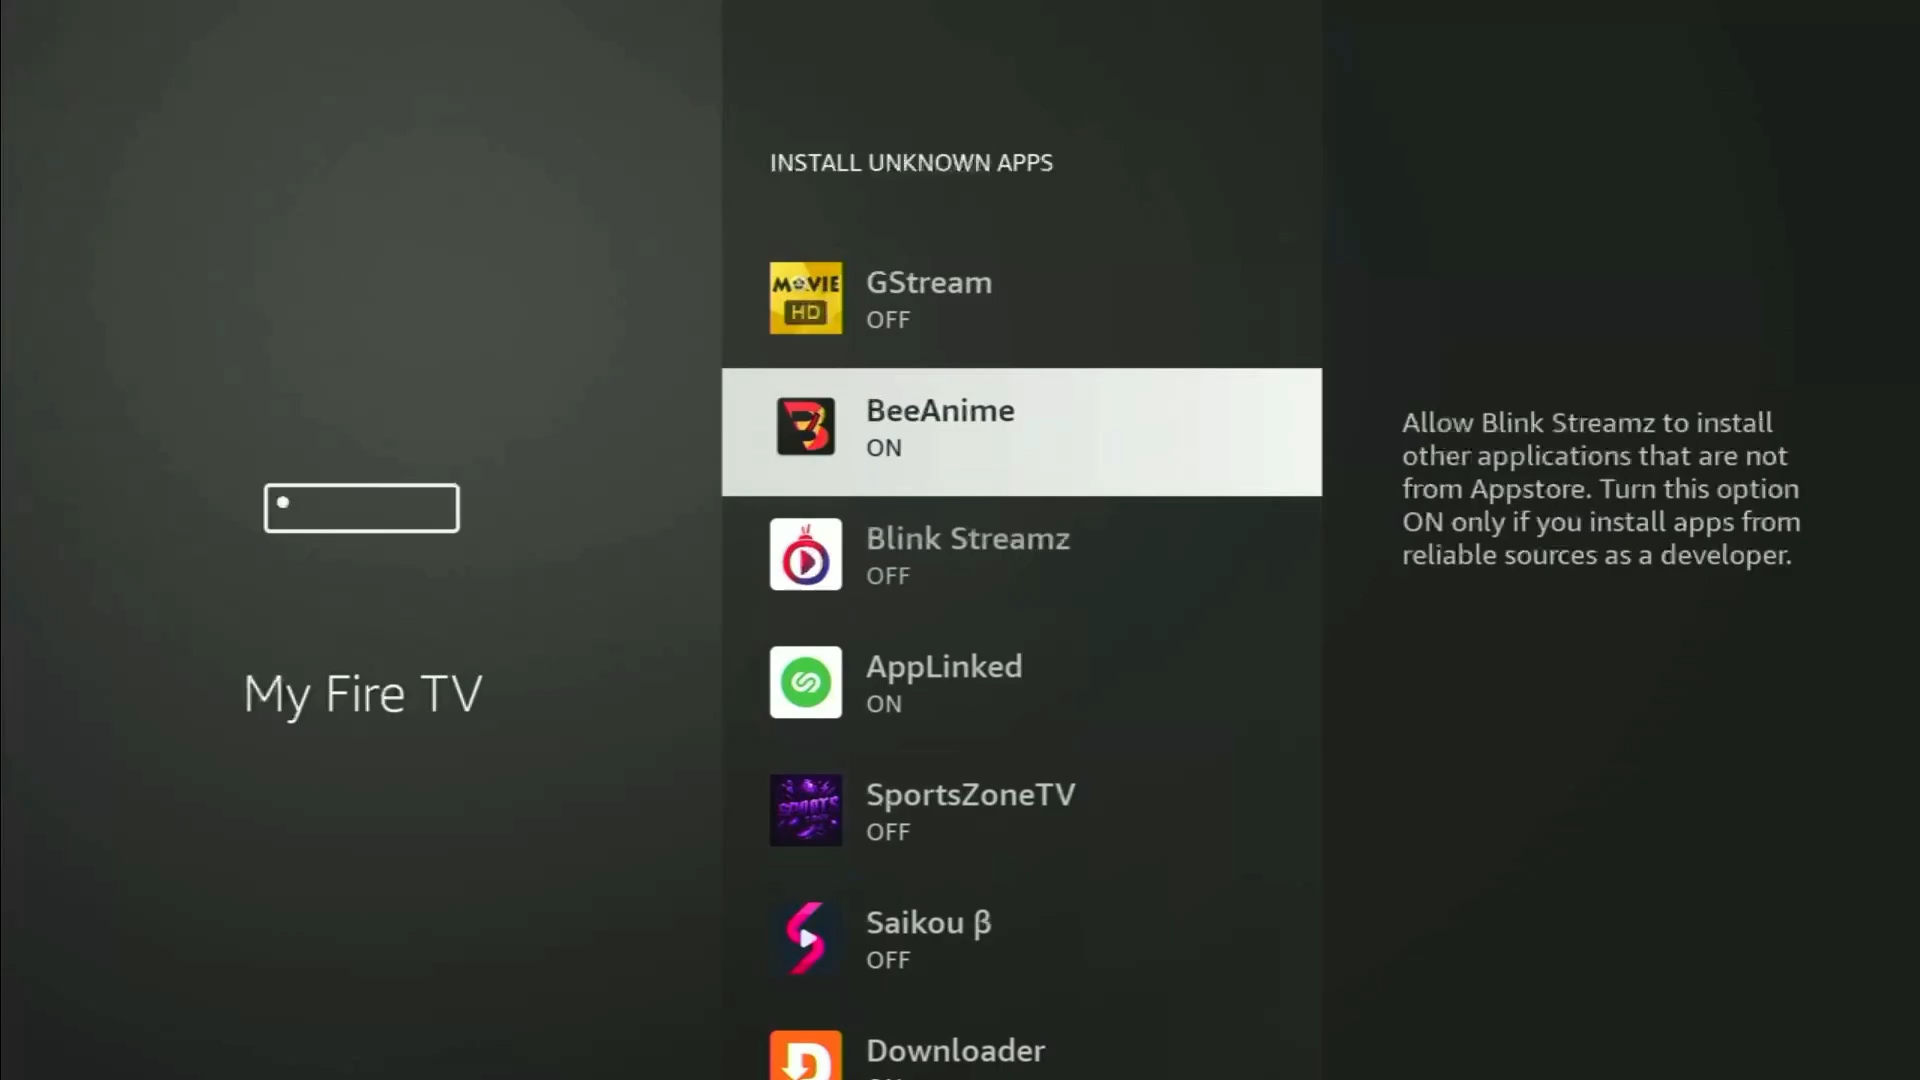 INSTALL UNKNOWN APPS
MOVIE
HD
GStream
OFF
BeeAnime
ON
Blink Streamz
OFF
AppLinked
ON
SportsZoneTV
OFF
Saikou β
OFF
Downloader
My Fire TV
Allow Blink Streamz to install
other applications that are not
from Appstore. Turn this option
ON only if you install apps from
reliable sources as a developer.